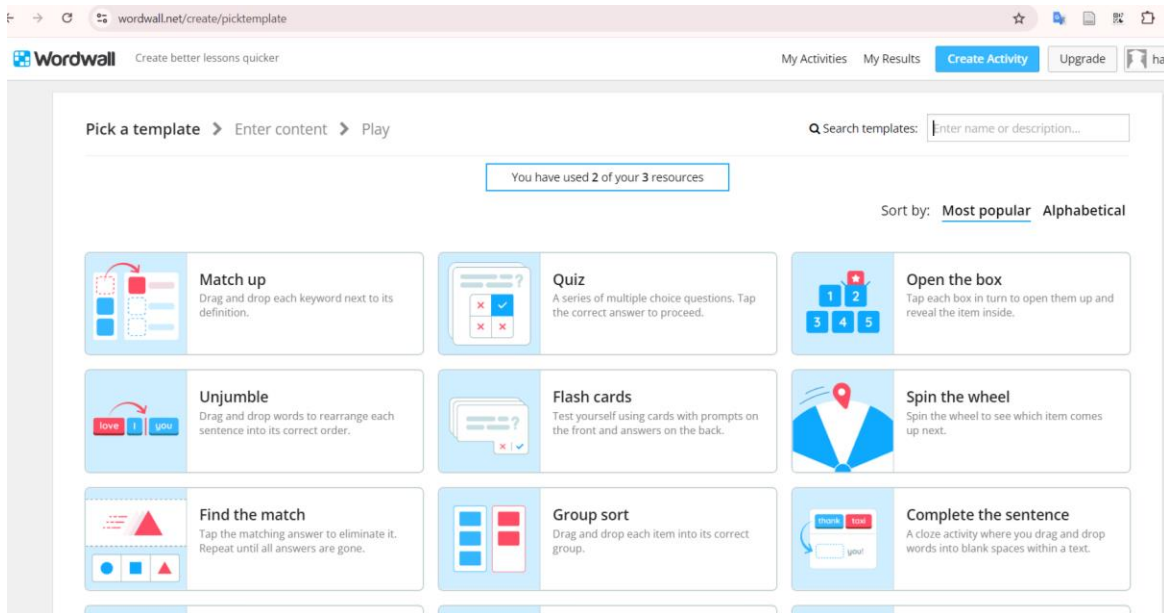 wordwall.net/create/picktemplate
Wordwall Create better lessons quicker My Activities My Results Create Activity Upgrade ha
Pick a template > Enter content > Play Search templates: Enter name or description...
You have used 2 of your 3 resources
Sort by: Most popular Alphabetical
Match up
Drag and drop each keyword next to its
definition.
?
Quiz
A series of multiple choice questions. Tap
the correct answer to proceed.
1 2
3 4 5
Open the box
Tap each box in turn to open them up and
reveal the item inside.
love I you
Unjumble
Drag and drop words to rearrange each
sentence into its correct order.
?
Flash cards
Test yourself using cards with prompts on
the front and answers on the back.
Spin the wheel
Spin the wheel to see which item comes
up next.
Find the match
Tap the matching answer to eliminate it.
Repeat until all answers are gone.
Group sort
Drag and drop each item into its correct
group.
thank taxi
you!
Complete the sentence
A cloze activity where you drag and drop
words into blank spaces within a text.